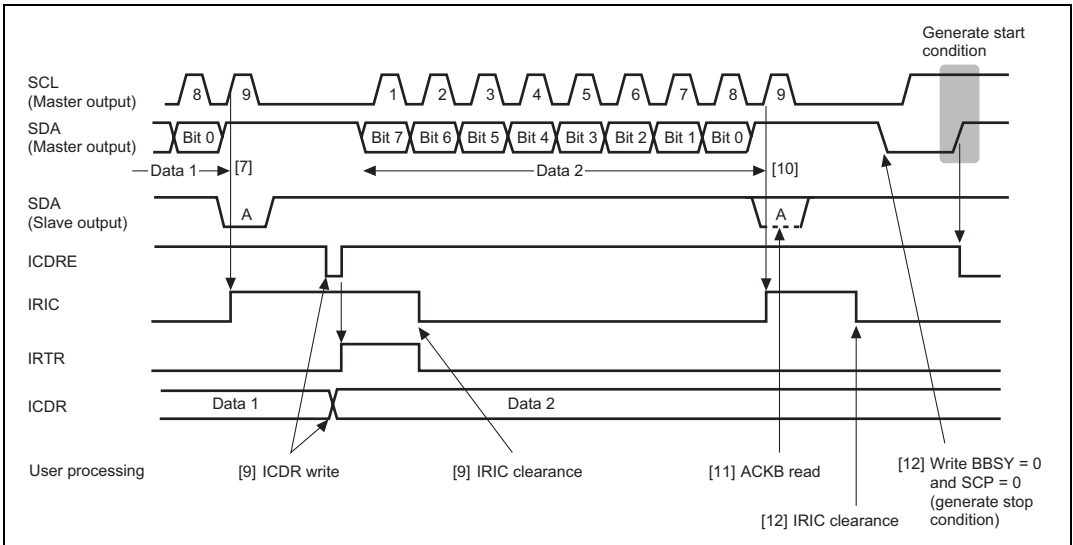 Generate start
condition
SCL
(Master output)
8 9 1 2 3 4 5 6 7 8 9
SDA
(Master output)
Bit 0 Bit 7 Bit 6 Bit 5 Bit 4 Bit 3 Bit 2 Bit 1 Bit 0
Data 1 [7] Data 2 [10]
SDA
(Slave output)
A A
ICDRE
IRIC
IRTR
ICDR Data 1 Data 2
User processing [9] ICDR write [9] IRIC clearance [11] ACKB read [12] Write BBSY = 0
and SCP = 0
(generate stop
condition)
[12] IRIC clearance